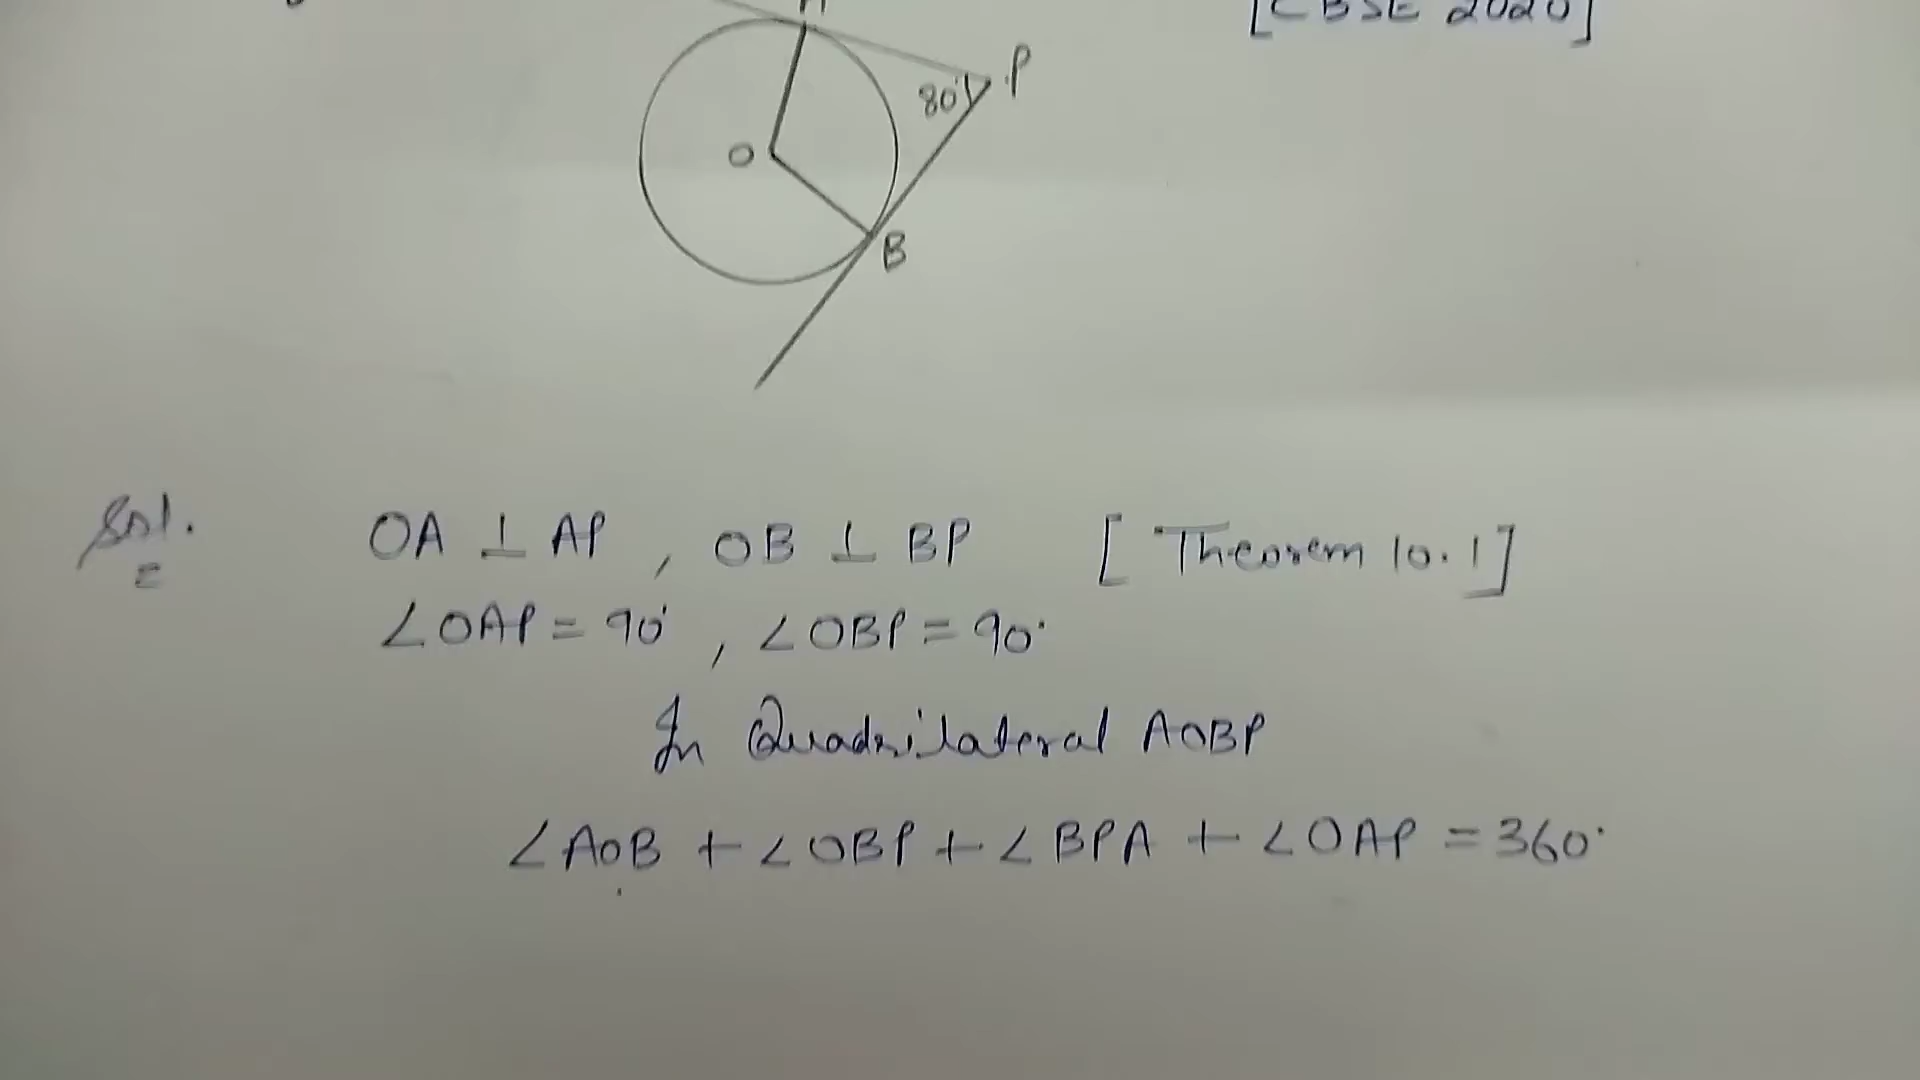 [CBSE 2020]
A
P
80°
O
B
Sol.
OA ⊥ AP , OB ⊥ BP [Theorem 10.1]
∠OAP = 90° , ∠OBP = 90°
In Quadrilateral AOBP
∠AOB + ∠OBP + ∠BPA + ∠OAP = 360°